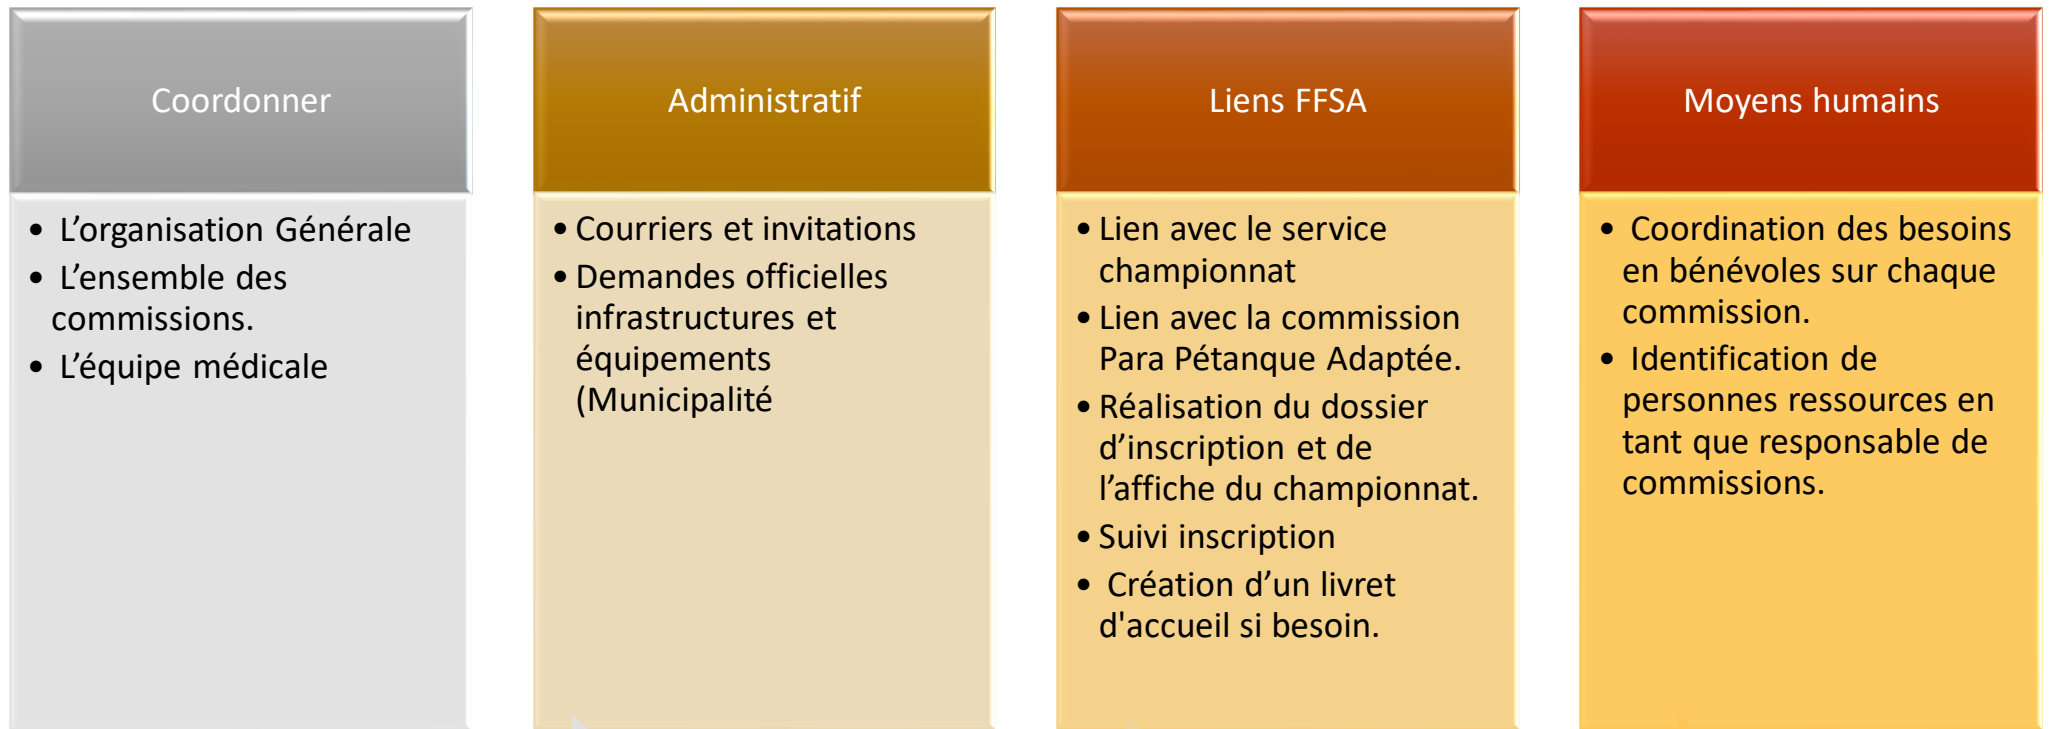 Coordonner
• L’organisation Générale
• L’ensemble des
commissions.
• L’équipe médicale
Administratif
• Courriers et invitations
• Demandes officielles
infrastructures et
équipements
(Municipalité
Liens FFSA
• Lien avec le service
championnat
• Lien avec la commission
Para Pétanque Adaptée.
• Réalisation du dossier
d’inscription et de
l’affiche du championnat.
• Suivi inscription
• Création d’un livret
d'accueil si besoin.
Moyens humains
• Coordination des besoins
en bénévoles sur chaque
commission.
• Identification de
personnes ressources en
tant que responsable de
commissions.